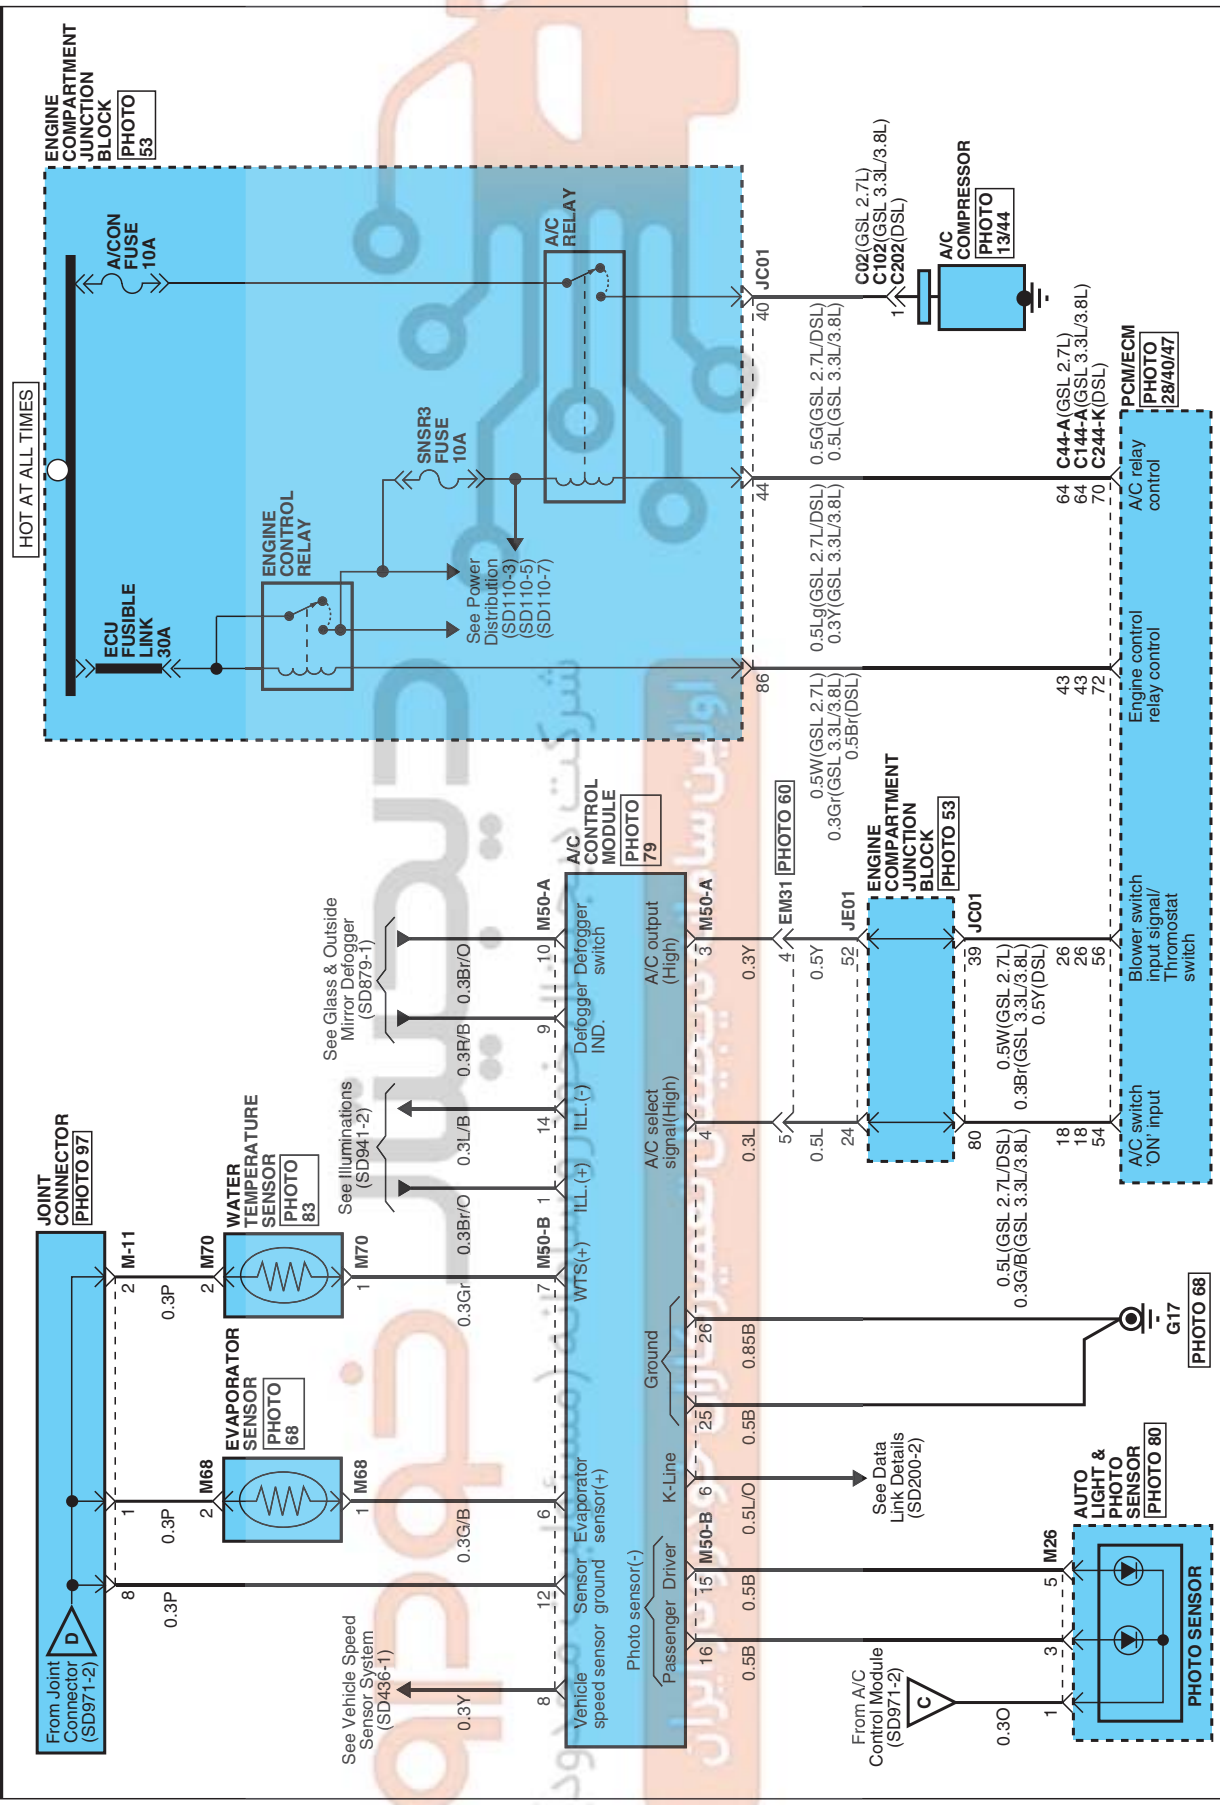 HOT AT ALL TIMES
ENGINE
COMPARTMENT
JUNCTION
BLOCK
PHOTO
53
ECU
FUSIBLE
LINK
30A
A/CON
FUSE
10A
ENGINE
CONTROL
RELAY
SNSR3
FUSE
10A
A/C
RELAY
See Power
Distribution
(SD110-3)
(SD110-5)
(SD110-7)
86
44
40
JC01
JOINT
CONNECTOR
PHOTO 97
From Joint
Connector
(SD971-2)
D
8
1
2
M-11
0.3P
0.3P
0.3P
2
M68
2
M70
EVAPORATOR
SENSOR
PHOTO
68
WATER
TEMPERATURE
SENSOR
PHOTO
83
1
M68
1
M70
See Vehicle Speed
Sensor System
(SD436-1)
See Illuminations
(SD941-2)
See Glass & Outside
Mirror Defogger
(SD879-1)
0.3Y
0.3G/B
0.3Gr
0.3Br/O
0.3L/B
0.3R/B
0.3Br/O
8
12
6
7
M50-B
1
14
9
10
M50-A
A/C
CONTROL
MODULE
PHOTO
79
Vehicle
speed sensor
Sensor
ground
Evaporator
sensor(+)
WTS(+)
ILL.(+)
ILL.(-)
Defogger
IND.
Defogger
switch
Photo sensor(-)
Passenger
Driver
K-Line
Ground
A/C select
signal(High)
A/C output
(High)
16
15
M50-B
6
25
26
4
3
M50-A
0.5B
0.5B
0.5L/O
0.5B
0.85B
0.3L
0.3Y
5
4
EM31
PHOTO 60
0.5L
0.5Y
24
52
JE01
ENGINE
COMPARTMENT
JUNCTION
BLOCK
PHOTO 53
80
39
JC01
0.5L(GSL 2.7L/DSL)
0.3G/B(GSL 3.3L/3.8L)
0.5W(GSL 2.7L)
0.3Br(GSL 3.3L/3.8L)
0.5Y(DSL)
0.5W(GSL 2.7L)
0.3Gr(GSL 3.3L/3.8L)
0.5Br(DSL)
0.5Lg(GSL 2.7L/DSL)
0.3Y(GSL 3.3L/3.8L)
0.5G(GSL 2.7L/DSL)
0.5L(GSL 3.3L/3.8L)
C02(GSL 2.7L)
C102(GSL 3.3L/3.8L)
C202(DSL)
1
A/C
COMPRESSOR
PHOTO
13/44
See Data
Link Details
(SD200-2)
From A/C
Control Module
(SD971-2)
C
0.3O
1
3
5
M26
AUTO
LIGHT &
PHOTO
SENSOR
PHOTO 80
PHOTO SENSOR
G17
PHOTO 68
18
18
54
26
26
56
43
43
72
64
64
70
C44-A(GSL 2.7L)
C144-A(GSL 3.3L/3.8L)
C244-K(DSL)
PCM/ECM
PHOTO
28/40/47
A/C switch
'ON' input
Blower switch
input signal/
Thromostat
switch
Engine control
relay control
A/C relay
control